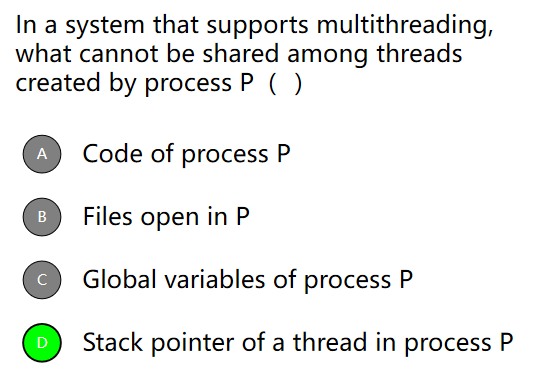 In a system that supports multithreading,
what cannot be shared among threads
created by process P ( )
A Code of process P
B Files open in P
C Global variables of process P
D Stack pointer of a thread in process P